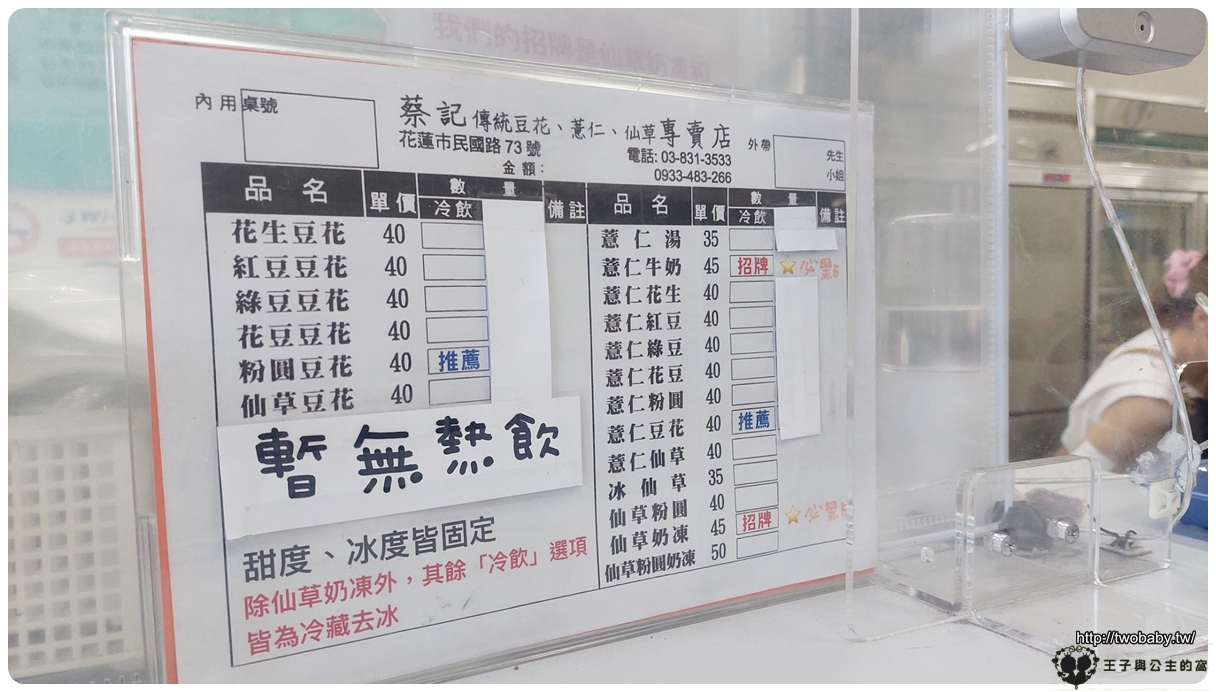 我們的招牌是仙草奶凍和
內用桌號
蔡記傳統豆花、薏仁、仙草專賣店
花蓮市民國路 73 號
金額:
電話: 03-831-3533
0933-483-266
外帶
先生
小姐
品名 單價 數量 冷飲 備註
花生豆花 40
紅豆豆花 40
綠豆豆花 40
花豆豆花 40
粉圓豆花 40 推薦
仙草豆花 40
暫無熱飲
甜度、冰度皆固定
除仙草奶凍外,其餘「冷飲」選項
皆為冷藏去冰
品名 單價 數量 冷飲 備註
薏仁湯 35
薏仁牛奶 45 招牌 必點
薏仁花生 40
薏仁紅豆 40
薏仁綠豆 40
薏仁花豆 40
薏仁粉圓 40
薏仁豆花 40 推薦
薏仁仙草 40
冰仙草 35
仙草粉圓 40
仙草奶凍 45 招牌 必點
仙草粉圓奶凍 50
http://twobaby.tw/
王子與公主的窩